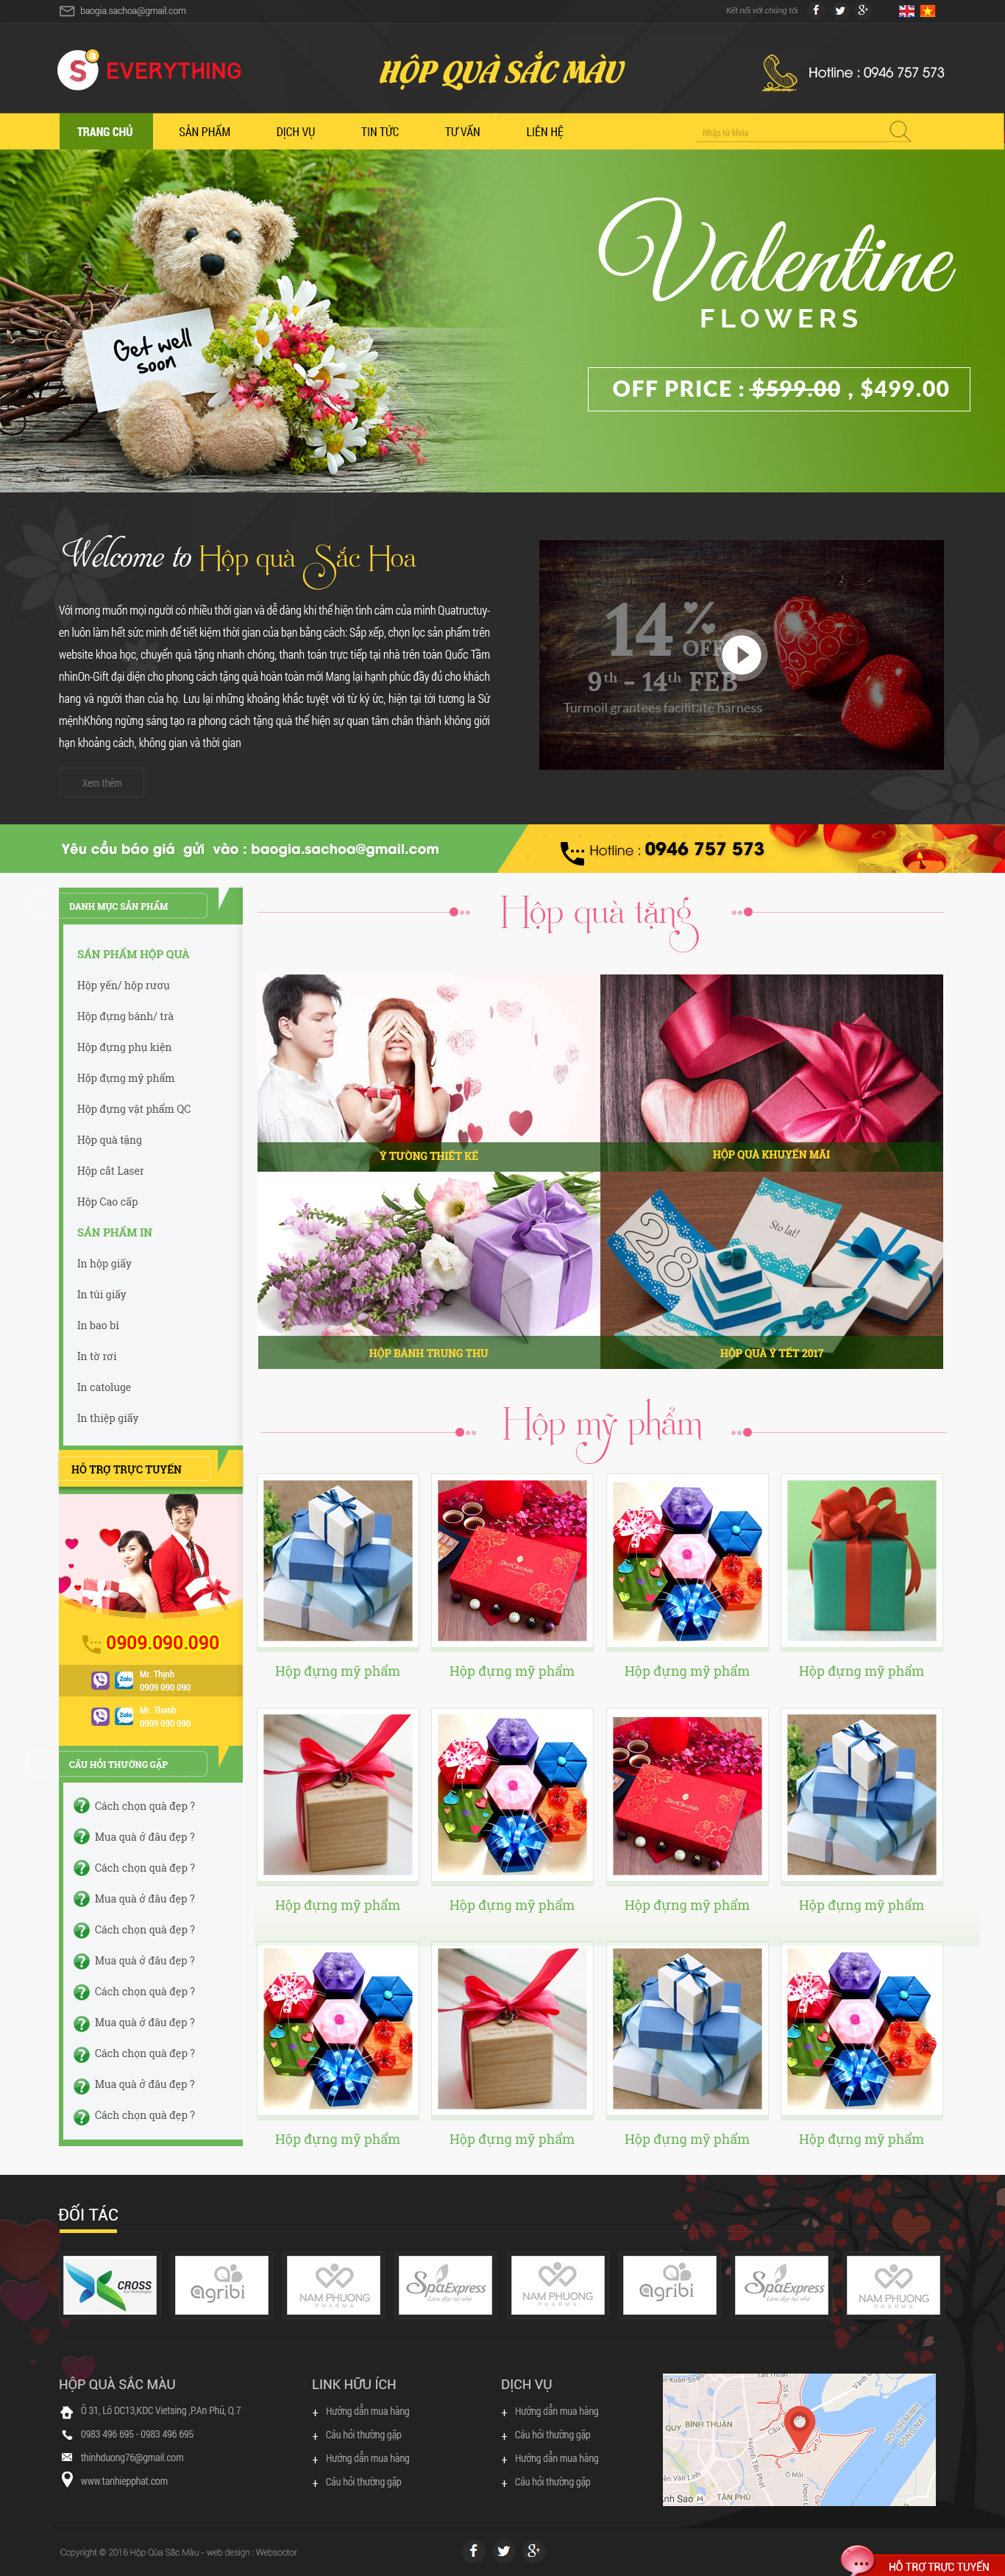 baogia.sachoa@gmail.com
Kết nối với chúng tôi
S EVERYTHING
HỘP QUÀ SẮC MÀU
Hotline : 0946 757 573
TRANG CHỦ SẢN PHẨM DỊCH VỤ TIN TỨC TƯ VẤN LIÊN HỆ
Nhập từ khóa
Get well
soon
Valentine
FLOWERS
OFF PRICE : $599.00 , $499.00
Welcome to Hộp quà Sắc Hoa
Với mong muốn mọi người có nhiều thời gian và dễ dàng khi thể hiện tình cảm của mình Quatructuy-
en luôn làm hết sức mình để tiết kiệm thời gian của bạn bằng cách: Sắp xếp, chọn lọc sản phẩm trên
website khoa học, chuyển quà tặng nhanh chóng, thanh toán trực tiếp tại nhà trên toàn Quốc Tầm
nhìnOn-Gift đại diện cho phong cách tặng quà hoàn toàn mới Mang lại hạnh phúc đầy đủ cho khách
hang và người than của họ. Lưu lại những khoảng khắc tuyệt vời từ ký ức, hiện tại tới tương la Sứ
mệnhKhông ngừng sáng tạo ra phong cách tặng quà thể hiện sự quan tâm chân thành không giới
hạn khoảng cách, không gian và thời gian
Xem thêm
14% OFF
9th - 14th FEB
Turmoil grantees facilitate harness
Yêu cầu báo giá gửi vào : baogia.sachoa@gmail.com
Hotline : 0946 757 573
DANH MỤC SẢN PHẨM
SẢN PHẨM HỘP QUÀ
Hộp yến/ hộp rượu
Hộp đựng bánh/ trà
Hộp đựng phụ kiện
Hộp đựng mỹ phẩm
Hộp đựng vật phẩm QC
Hộp quà tặng
Hộp cắt Laser
Hộp Cao cấp
SẢN PHẨM IN
In hộp giấy
In túi giấy
In bao bì
In tờ rơi
In catoluge
In thiệp giấy
HỖ TRỢ TRỰC TUYẾN
0909.090.090
Mr. Thịnh
0909 090 090
Mr. Thanh
0909 090 090
CÂU HỎI THƯỜNG GẶP
Cách chọn quà đẹp ?
Mua quà ở đâu đẹp ?
Cách chọn quà đẹp ?
Mua quà ở đâu đẹp ?
Cách chọn quà đẹp ?
Mua quà ở đâu đẹp ?
Cách chọn quà đẹp ?
Mua quà ở đâu đẹp ?
Cách chọn quà đẹp ?
Mua quà ở đâu đẹp ?
Cách chọn quà đẹp ?
Hộp quà tặng
Ý TƯỞNG THIẾT KẾ
HỘP QUÀ KHUYẾN MÃI
Sto lat!
28
HỘP BÁNH TRUNG THU
HỘP QUÀ Ý TẾT 2017
Hộp mỹ phẩm
Hộp đựng mỹ phẩm Hộp đựng mỹ phẩm Hộp đựng mỹ phẩm Hộp đựng mỹ phẩm
Hộp đựng mỹ phẩm Hộp đựng mỹ phẩm Hộp đựng mỹ phẩm Hộp đựng mỹ phẩm
Hộp đựng mỹ phẩm Hộp đựng mỹ phẩm Hộp đựng mỹ phẩm Hộp đựng mỹ phẩm
ĐỐI TÁC
CROSS agribi NAM PHUONG PHARMA SpaExpress Làm đẹp tại nhà NAM PHUONG PHARMA agribi SpaExpress Làm đẹp tại nhà NAM PHUONG PHARMA
HỘP QUÀ SẮC MÀU
Ô 31, Lô DC13,KDC Vietsing ,P.An Phú, Q.7
0983 496 695 - 0983 496 695
thinhduong76@gmail.com
www.tanhiepphat.com
LINK HỮU ÍCH
Hướng dẫn mua hàng
Câu hỏi thường gặp
Hướng dẫn mua hàng
Câu hỏi thường gặp
DỊCH VỤ
Hướng dẫn mua hàng
Câu hỏi thường gặp
Hướng dẫn mua hàng
Câu hỏi thường gặp
QUY BÌNH THUẬN
Huỳnh Tấn Phát
HỒ CHÍ MINH
ĐỒNG NAI
Ô Môi
TÂN PHÚ
Copyright © 2016 Hộp Qùa Sắc Màu - web design : Websoctor
HỖ TRỢ TRỰC TUYẾN